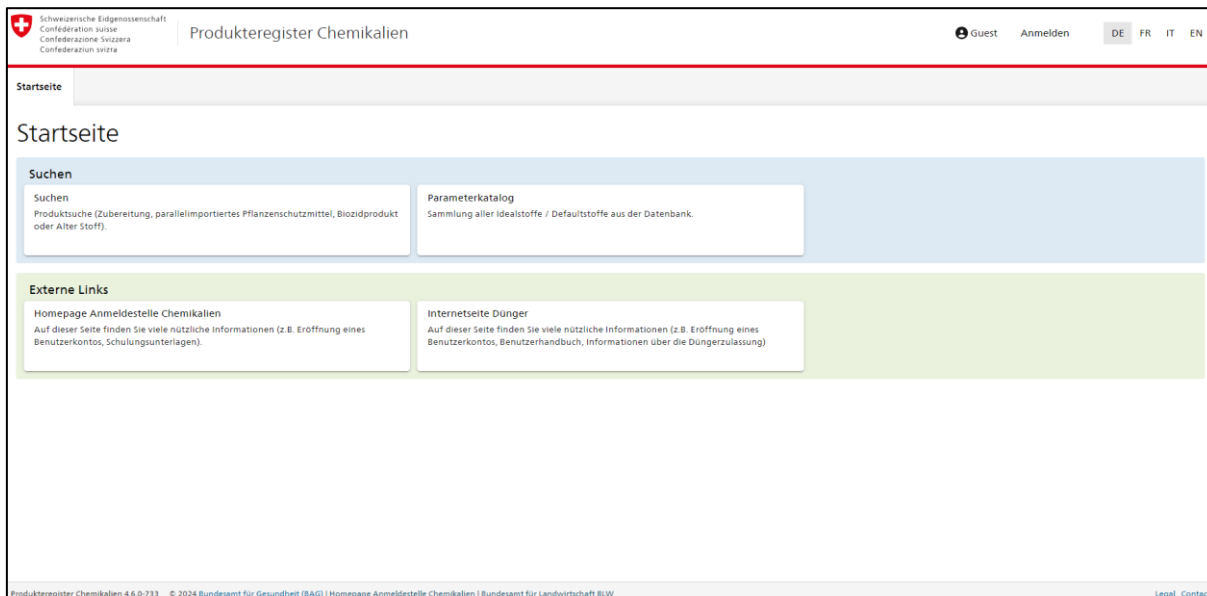 Schweizerische Eidgenossenschaft
Confédération suisse
Confederazione Svizzera
Confederaziun svizra
Produkteregister Chemikalien
Guest Anmelden DE FR IT EN
Startseite
Startseite
Suchen
Suchen
Produktsuche (Zubereitung, parallelimportiertes Pflanzenschutzmittel, Biozidprodukt
oder Alter Stoff).
Parameterkatalog
Sammlung aller Idealstoffe / Defaultstoffe aus der Datenbank.
Externe Links
Homepage Anmeldestelle Chemikalien
Auf dieser Seite finden Sie viele nützliche Informationen (z.B. Eröffnung eines
Benutzerkontos, Schulungsunterlagen).
Internetseite Dünger
Auf dieser Seite finden Sie viele nützliche Informationen (z.B. Eröffnung eines
Benutzerkontos, Benutzerhandbuch, Informationen über die Düngerzulassung)
Produkteregister Chemikalien 4.6.0-733 © 2024 Bundesamt für Gesundheit (BAG) | Homepage Anmeldestelle Chemikalien | Bundesamt für Landwirtschaft BLW Legal Contact